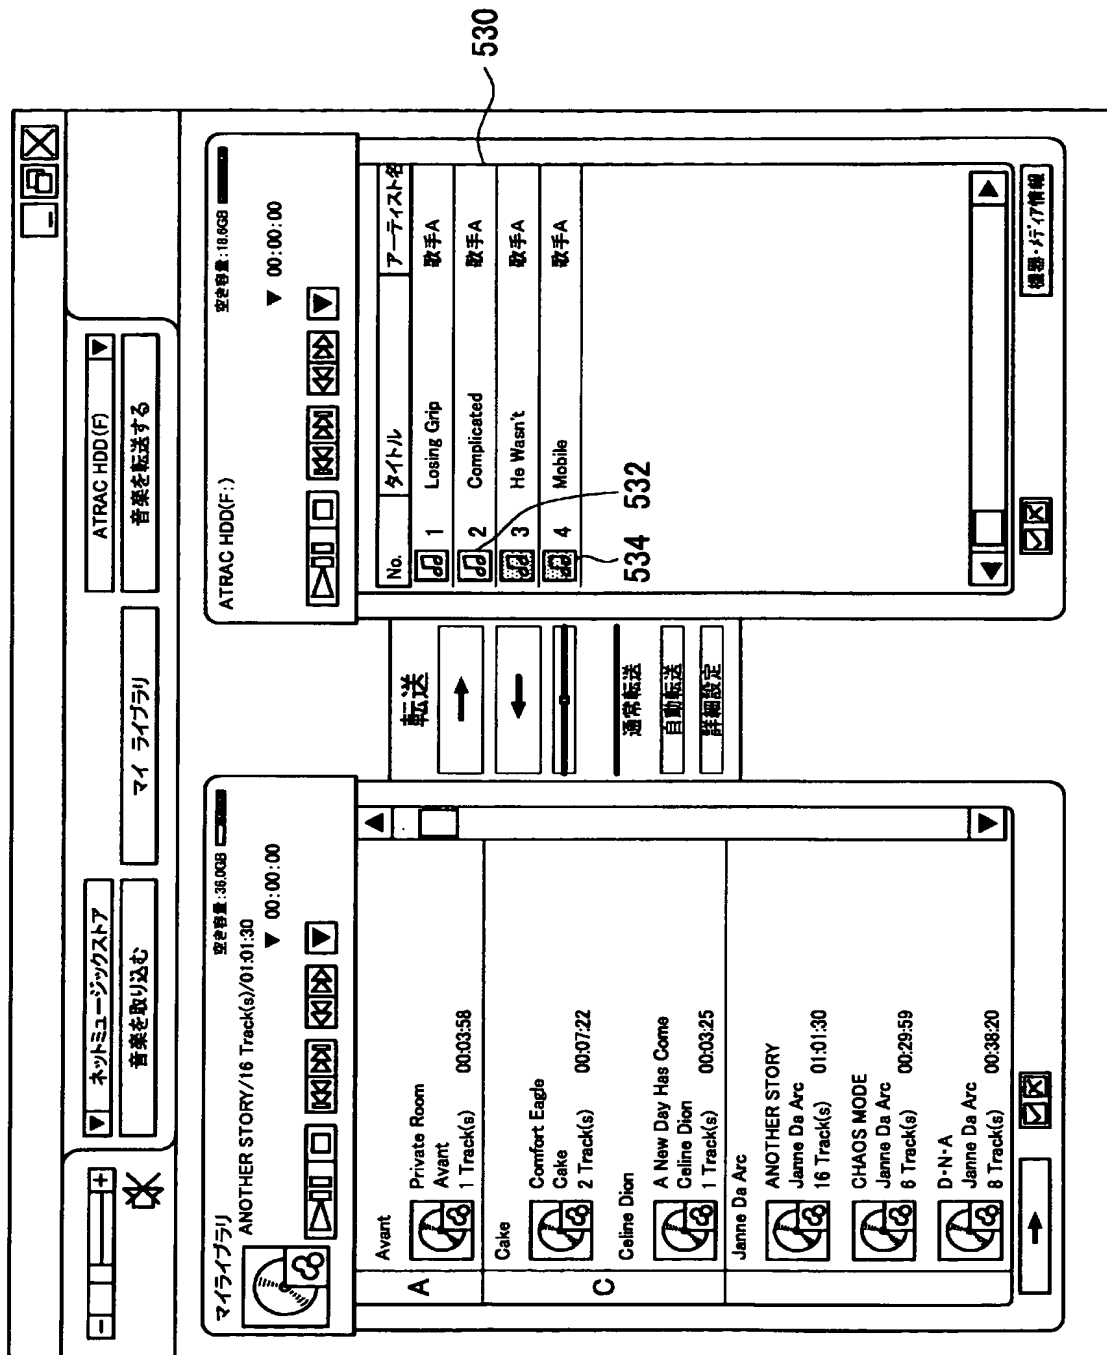 ネットミュージックストア
音楽を取り込む
マイ ライブラリ
ATRAC HDD(F)
音楽を転送する
マイライブラリ
空き容量:36.0GB
ANOTHER STORY/16 Track(s)/01:01:30
00:00:00
A
Avant
Private Room
Avant
1 Track(s) 00:03:58
C
Cake
Comfort Eagle
Cake
2 Track(s) 00:07:22
Celine Dion
A New Day Has Come
Celine Dion
1 Track(s) 00:03:25
Janne Da Arc
ANOTHER STORY
Janne Da Arc
16 Track(s) 01:01:30
CHAOS MODE
Janne Da Arc
6 Track(s) 00:29:59
D・N・A
Janne Da Arc
8 Track(s) 00:38:20
転送
通常転送
自動転送
詳細設定
ATRAC HDD(F:)
空き容量:18.6GB
00:00:00
No. タイトル アーティスト名
1 Losing Grip 歌手A
2 Complicated 歌手A
3 He Wasn't 歌手A
4 Mobile 歌手A
機器・メディア情報
530
532
534